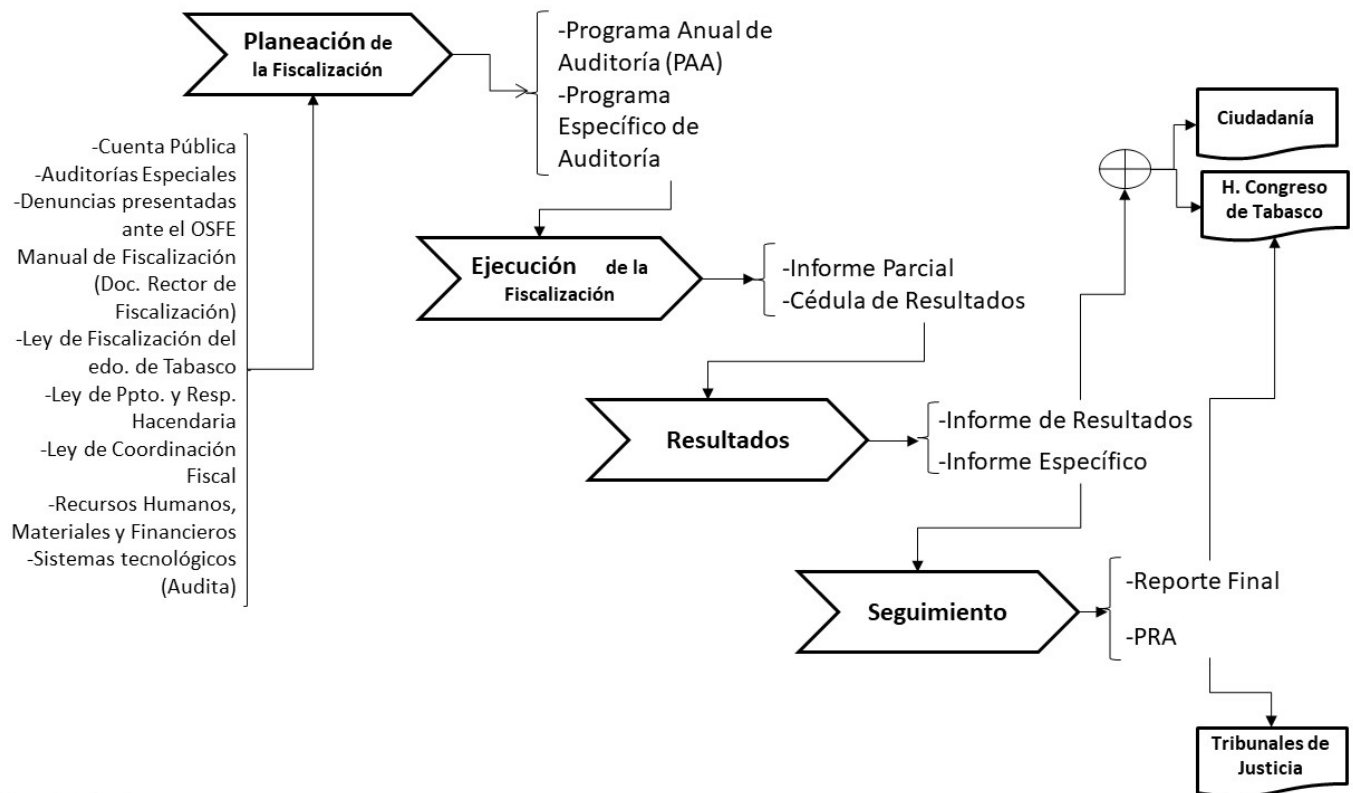 Planeación de
la Fiscalización
-Programa Anual de
Auditoría (PAA)
-Programa
Específico de
Auditoría
-Cuenta Pública
-Auditorías Especiales
-Denuncias presentadas
ante el OSFE
Manual de Fiscalización
(Doc. Rector de
Fiscalización)
-Ley de Fiscalización del
edo. de Tabasco
-Ley de Ppto. y Resp.
Hacendaria
-Ley de Coordinación
Fiscal
-Recursos Humanos,
Materiales y Financieros
-Sistemas tecnológicos
(Audita)
Ejecución de la
Fiscalización
-Informe Parcial
-Cédula de Resultados
Resultados
-Informe de Resultados
-Informe Específico
Seguimiento
-Reporte Final
-PRA
Ciudadanía
H. Congreso
de Tabasco
Tribunales de
Justicia